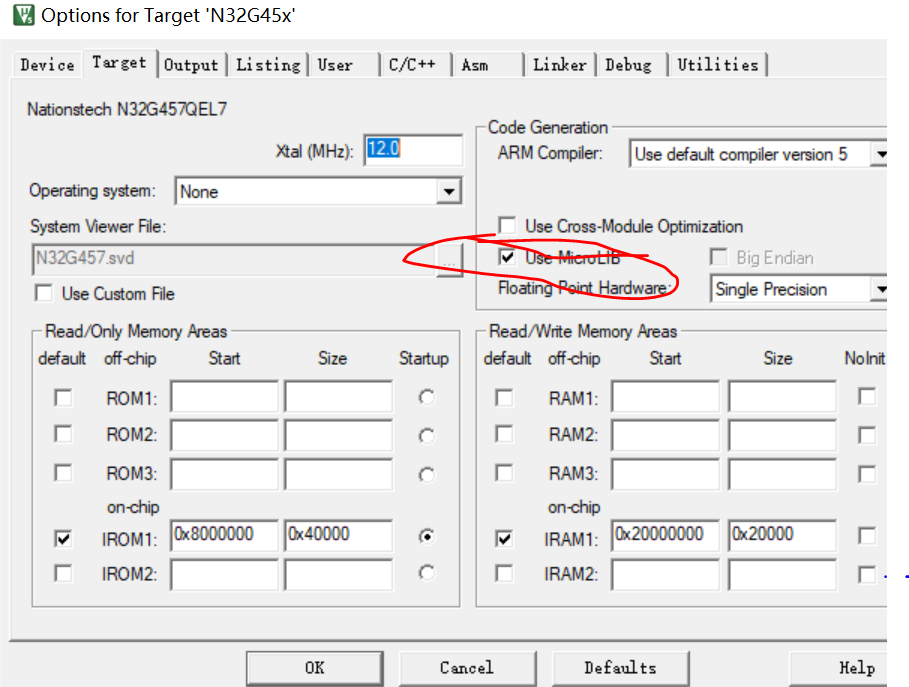 Options for Target 'N32G45x'
Device Target Output Listing User C/C++ Asm Linker Debug Utilities
Nationstech N32G457QEL7
Xtal (MHz): 12.0
Operating system: None
System Viewer File:
N32G457.svd ...
Use Custom File
Code Generation
ARM Compiler: Use default compiler version 5
Use Cross-Module Optimization
Use MicroLIB Big Endian
Floating Point Hardware: Single Precision
Read/Only Memory Areas
default off-chip Start Size Startup
ROM1:
ROM2:
ROM3:
on-chip
IROM1: 0x8000000 0x40000
IROM2:
Read/Write Memory Areas
default off-chip Start Size NoInit
RAM1:
RAM2:
RAM3:
on-chip
IRAM1: 0x20000000 0x20000
IRAM2:
OK Cancel Defaults Help